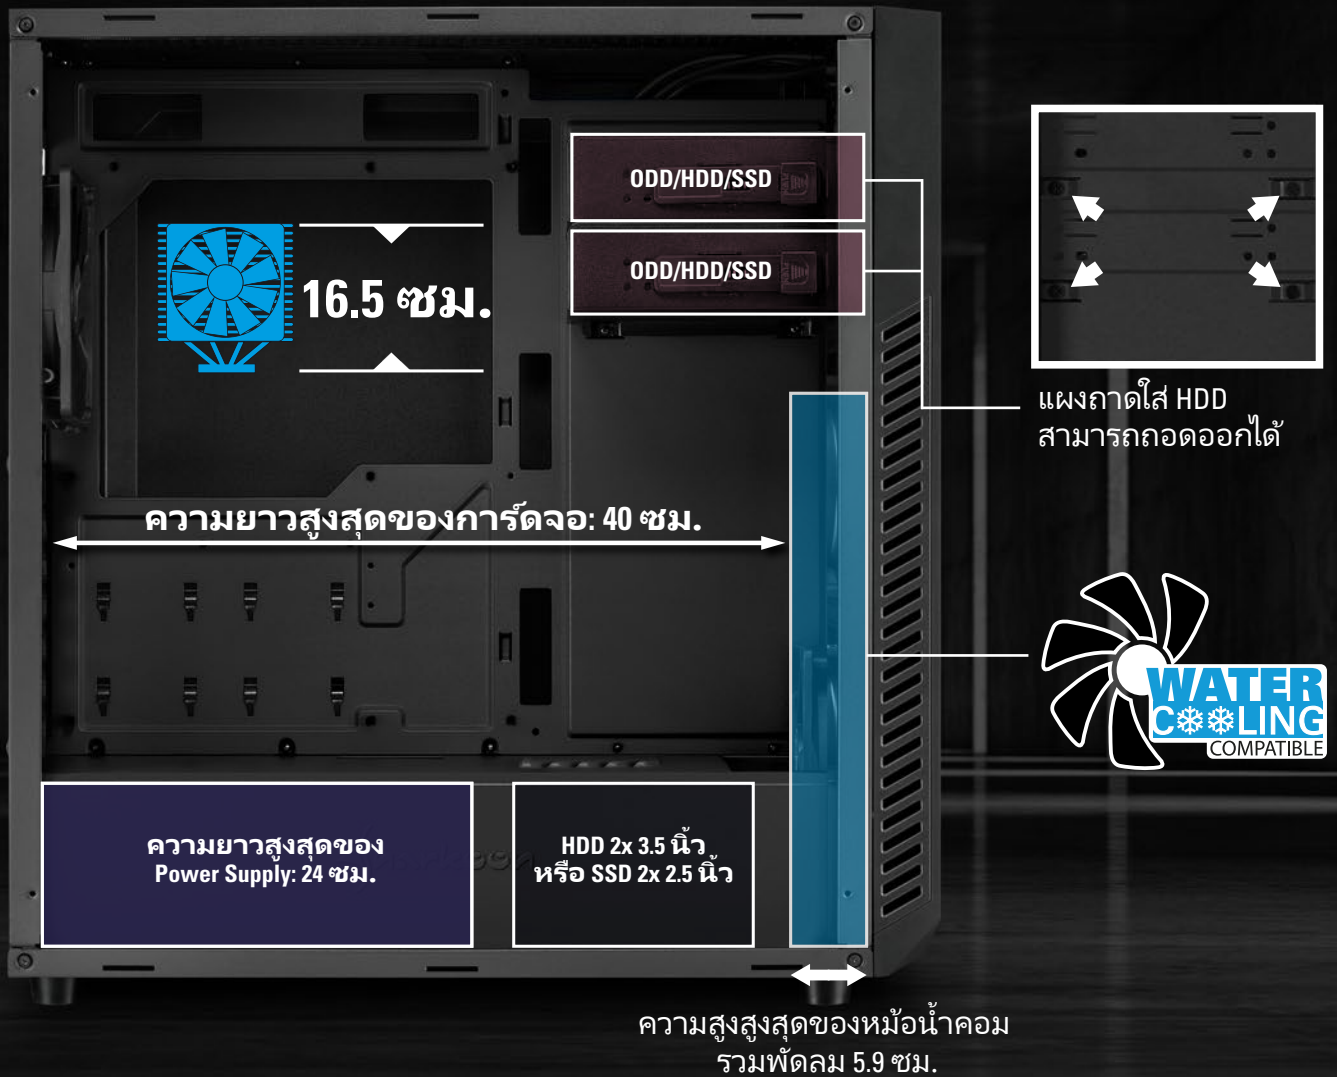 ODD/HDD/SSD
ODD/HDD/SSD
16.5 ซม.
แผงถาดใส่ HDD
สามารถถอดออกได้
ความยาวสูงสุดของการ์ดจอ: 40 ซม.
WATER
COOLING
COMPATIBLE
ความยาวสูงสุดของ
Power Supply: 24 ซม.
HDD 2x 3.5 นิ้ว
หรือ SSD 2x 2.5 นิ้ว
ความสูงสูงสุดของหม้อน้ำคอม
รวมพัดลม 5.9 ซม.